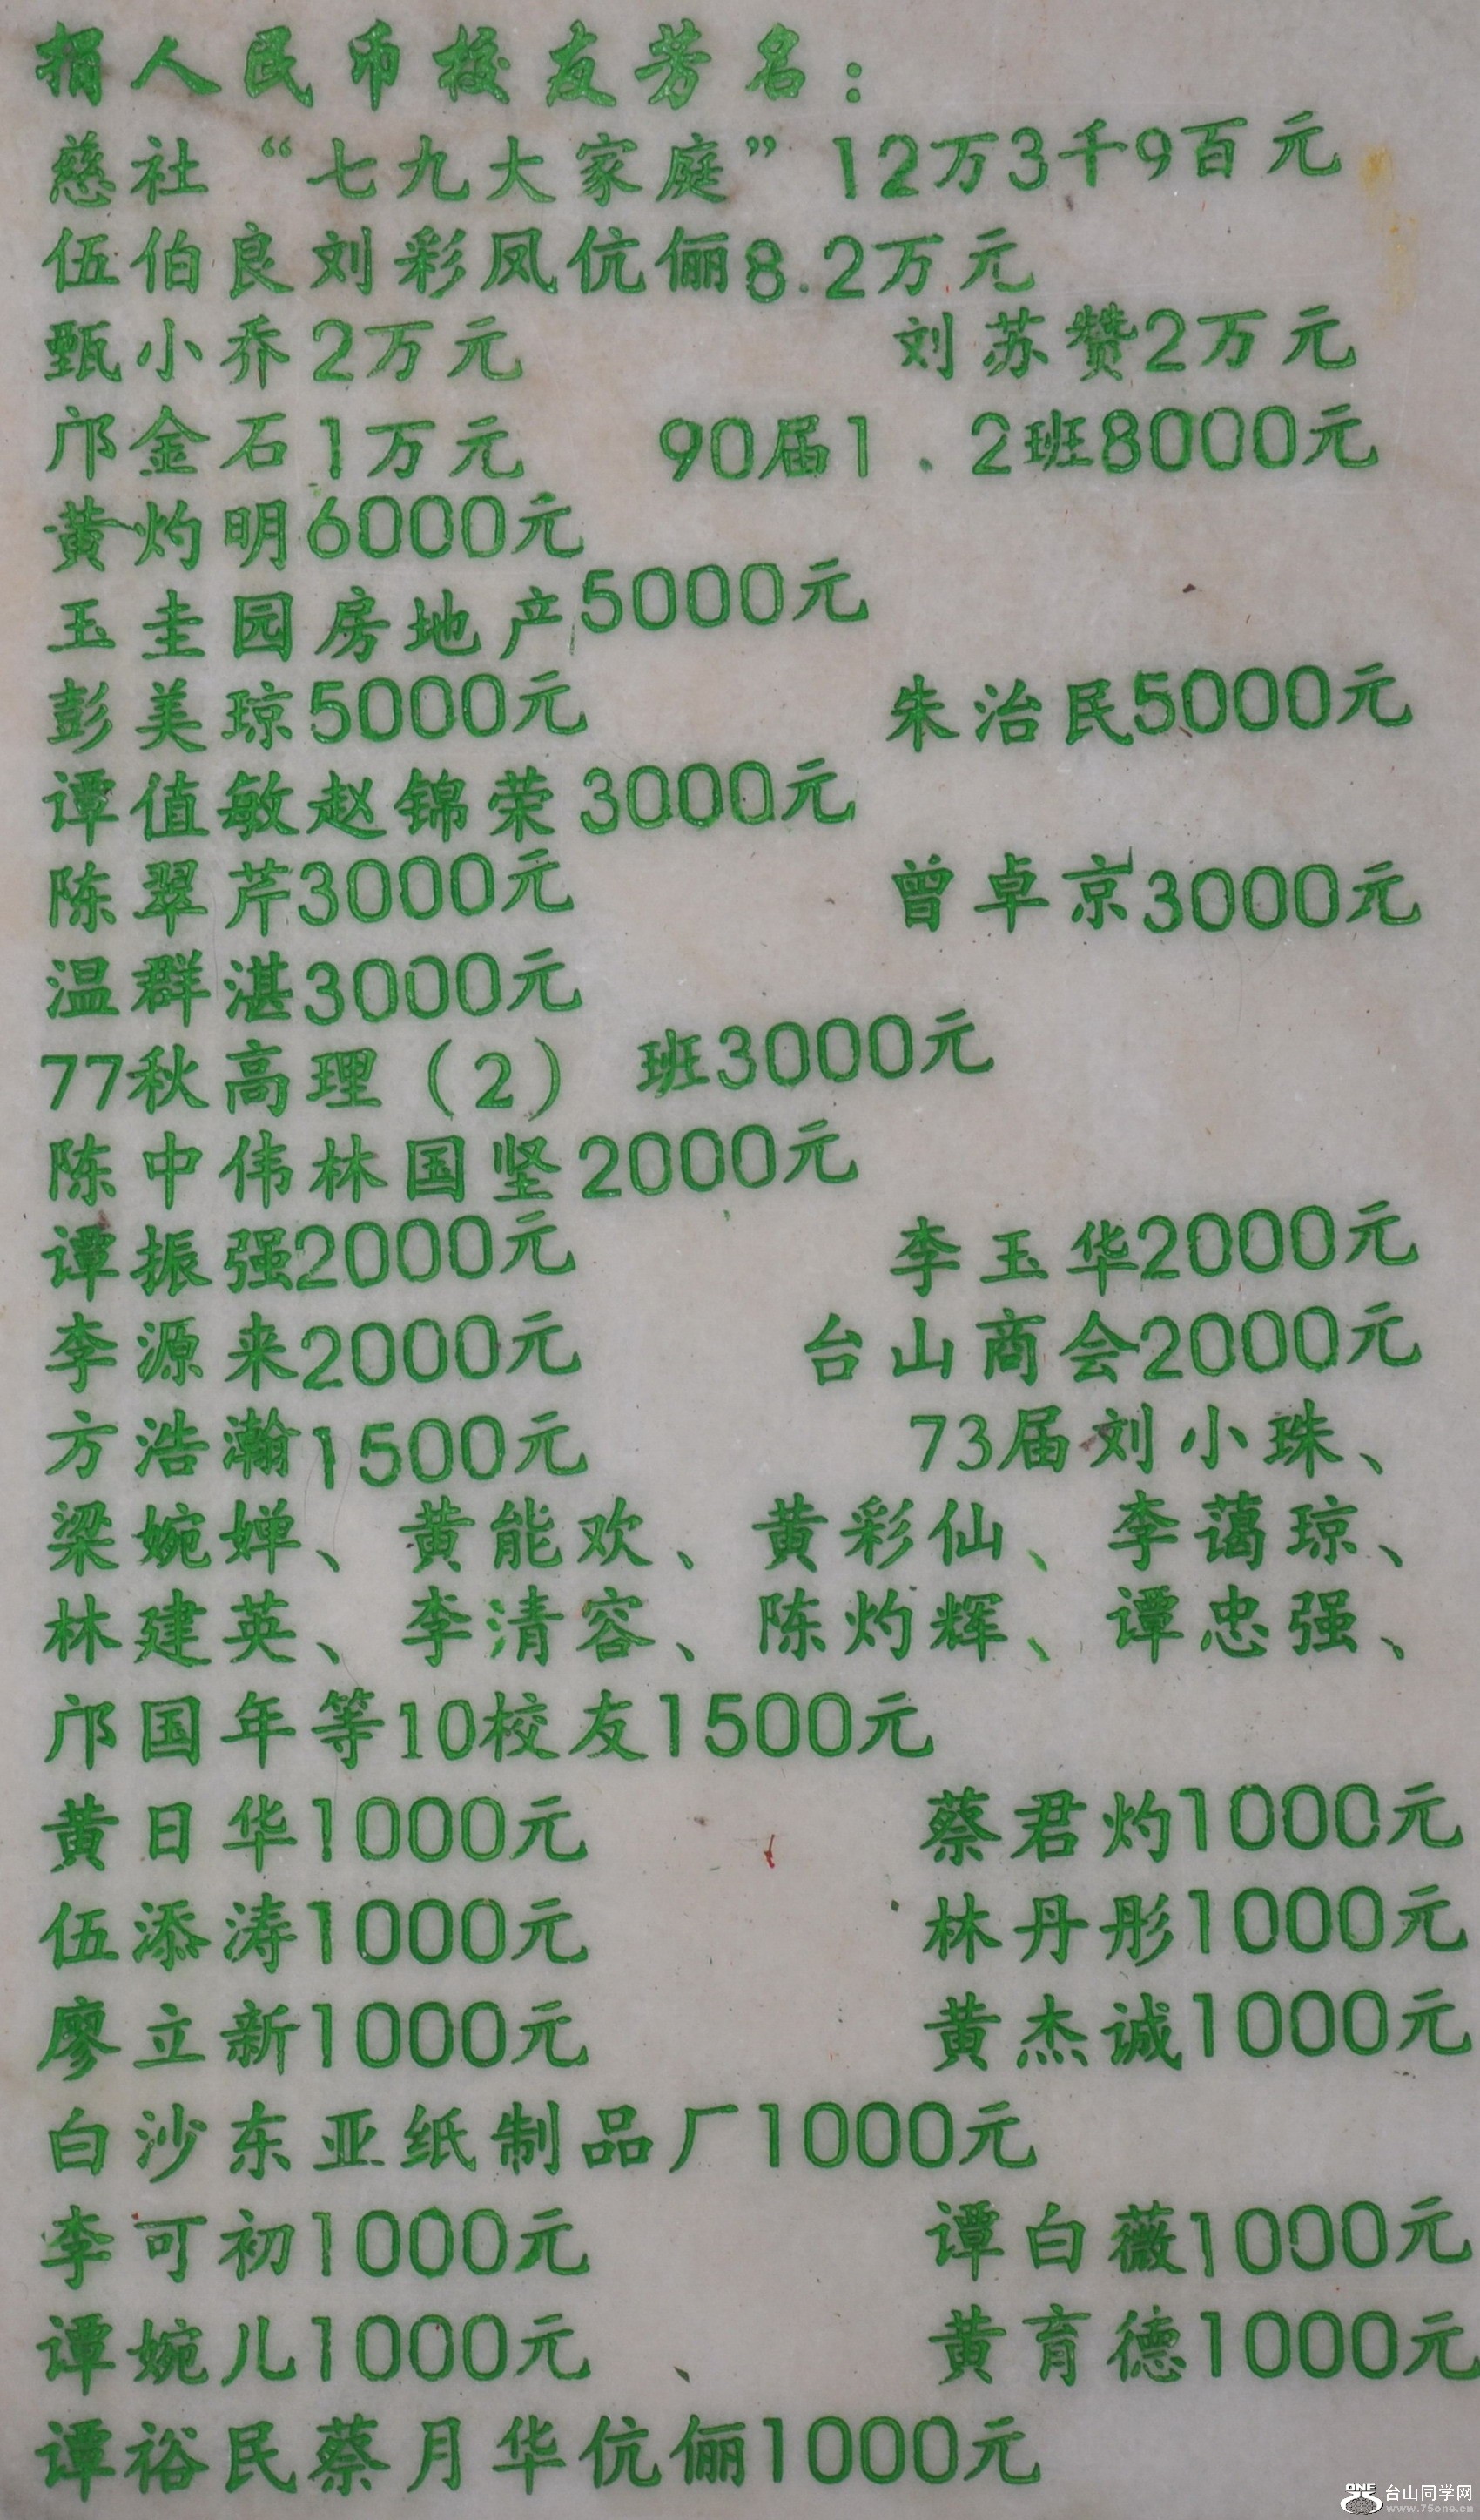 捐人民币校友芳名：
慈社“七九大家庭”12万3千9百元
伍伯良刘彩凤伉俪8.2万元
甄小乔2万元 刘苏赞2万元
邝金石1万元 90届1.2班8000元
黄灼明6000元
玉圭园房地产5000元
彭美琼5000元 朱治民5000元
谭值敏赵锦荣3000元
陈翠芹3000元 曾卓京3000元
温群湛3000元
77秋高理（2）班3000元
陈中伟林国坚2000元
谭振强2000元 李玉华2000元
李源来2000元 台山商会2000元
方浩瀚1500元 73届刘小珠、
梁婉婵、黄能欢、黄彩仙、李蔼琼、
林建英、李清容、陈灼辉、谭忠强、
邝国年等10校友1500元
黄日华1000元 蔡君灼1000元
伍添涛1000元 林丹彤1000元
廖立新1000元 黄杰诚1000元
白沙东亚纸制品厂1000元
李可初1000元 谭白薇1000元
谭婉儿1000元 黄育德1000元
谭裕民蔡月华伉俪1000元
ONE 台山同学网
www.75one.cn